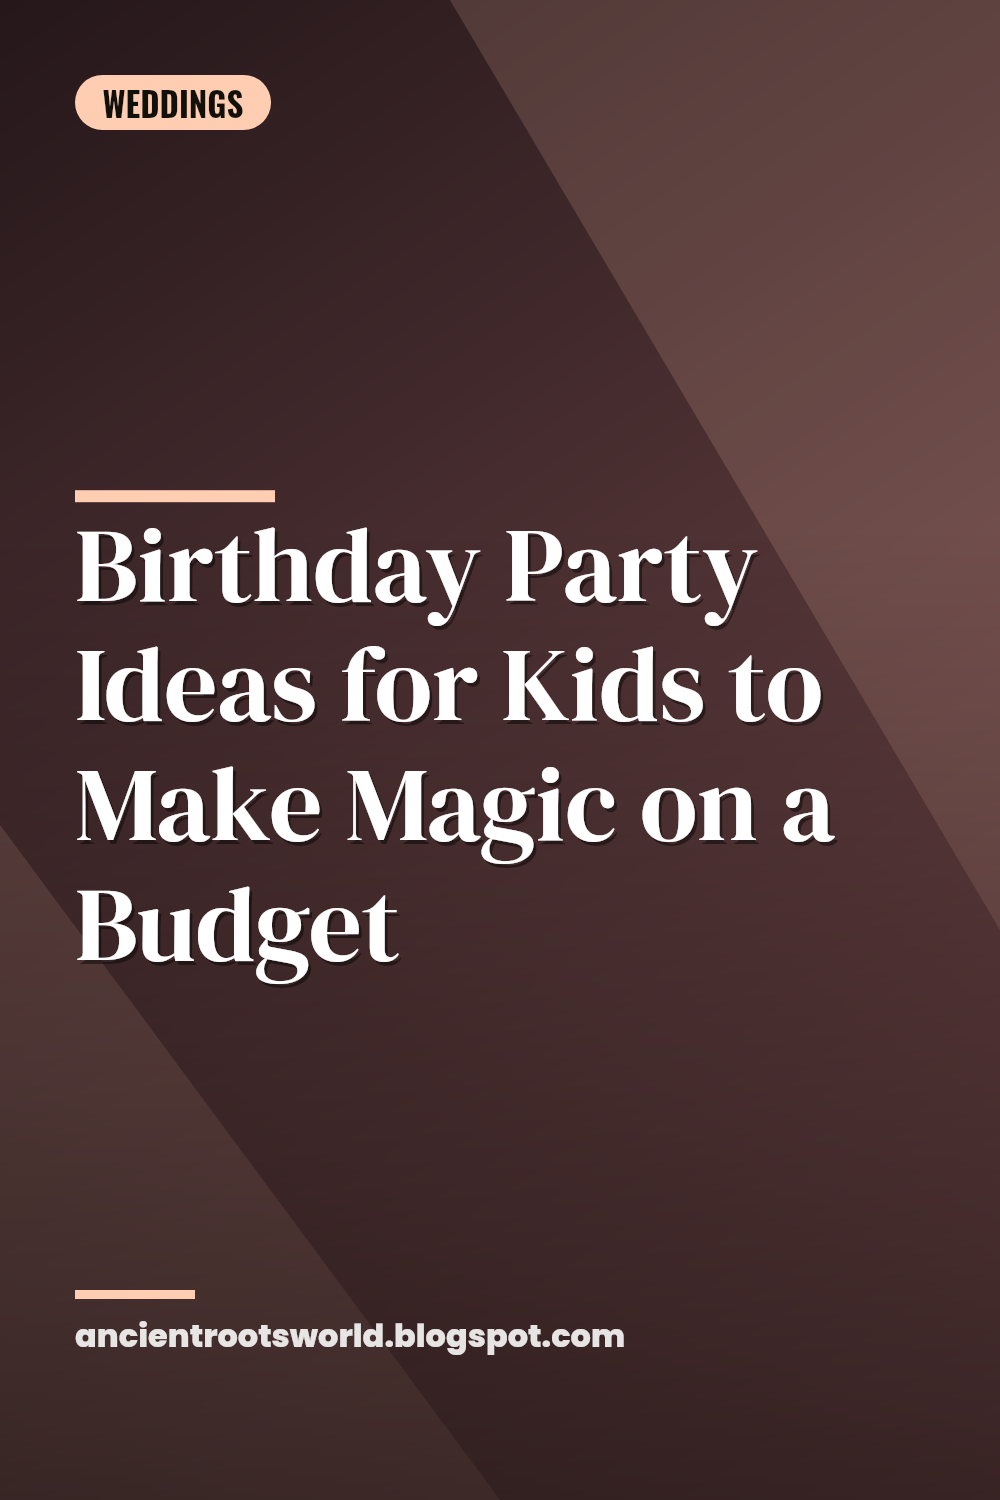 WEDDINGS
Birthday Party
Ideas for Kids to
Make Magic on a
Budget
ancientrootsworld.blogspot.com